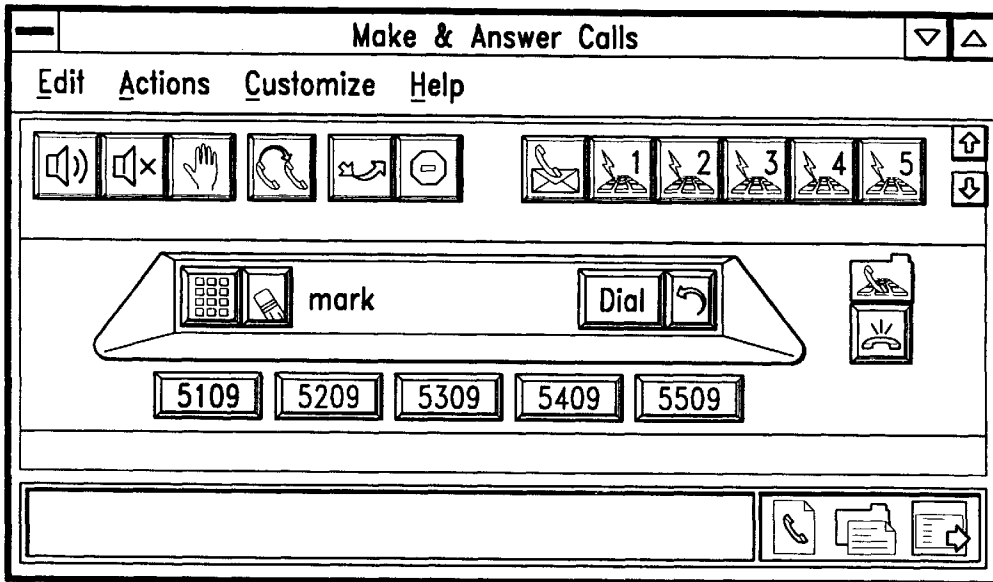 Make & Answer Calls
Edit Actions Customize Help
1 2 3 4 5
mark Dial
5109 5209 5309 5409 5509